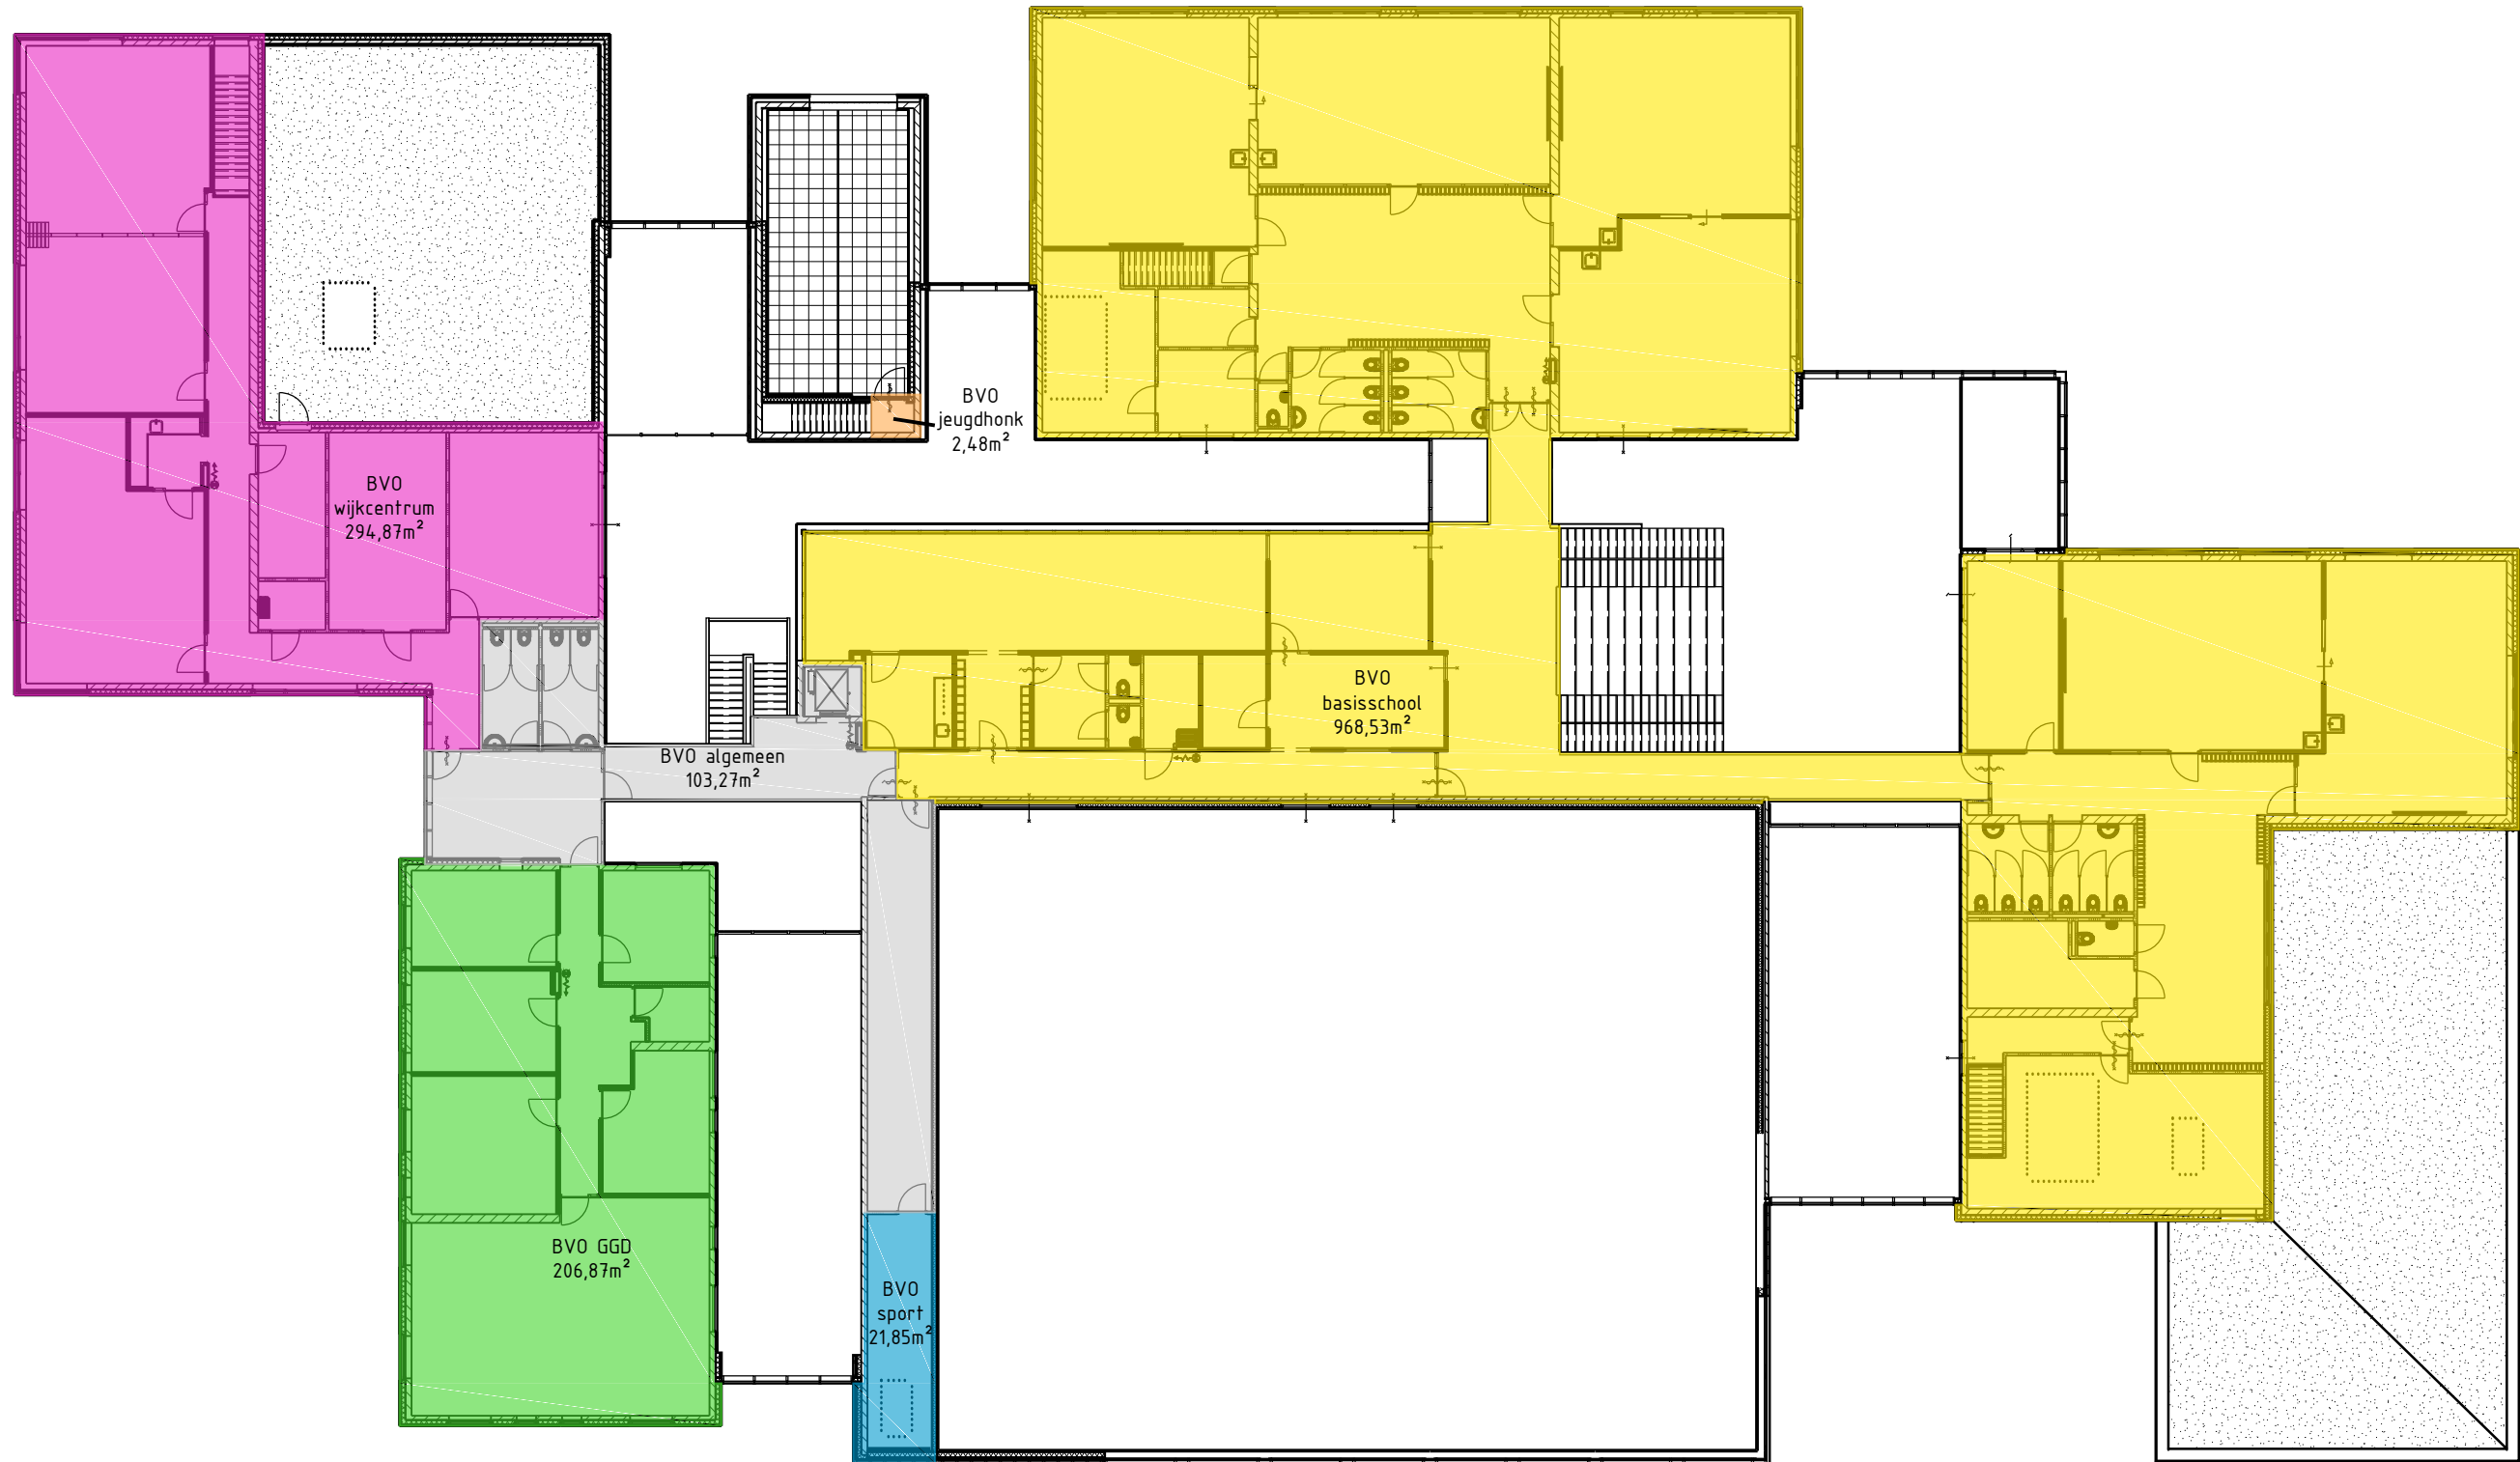 BVO
jeugdhonk
2,48m²
BVO
wijkcentrum
294,87m²
BVO
basisschool
968,53m²
BVO algemeen
103,27m²
BVO GGD
206,87m²
BVO
sport
21,85m²